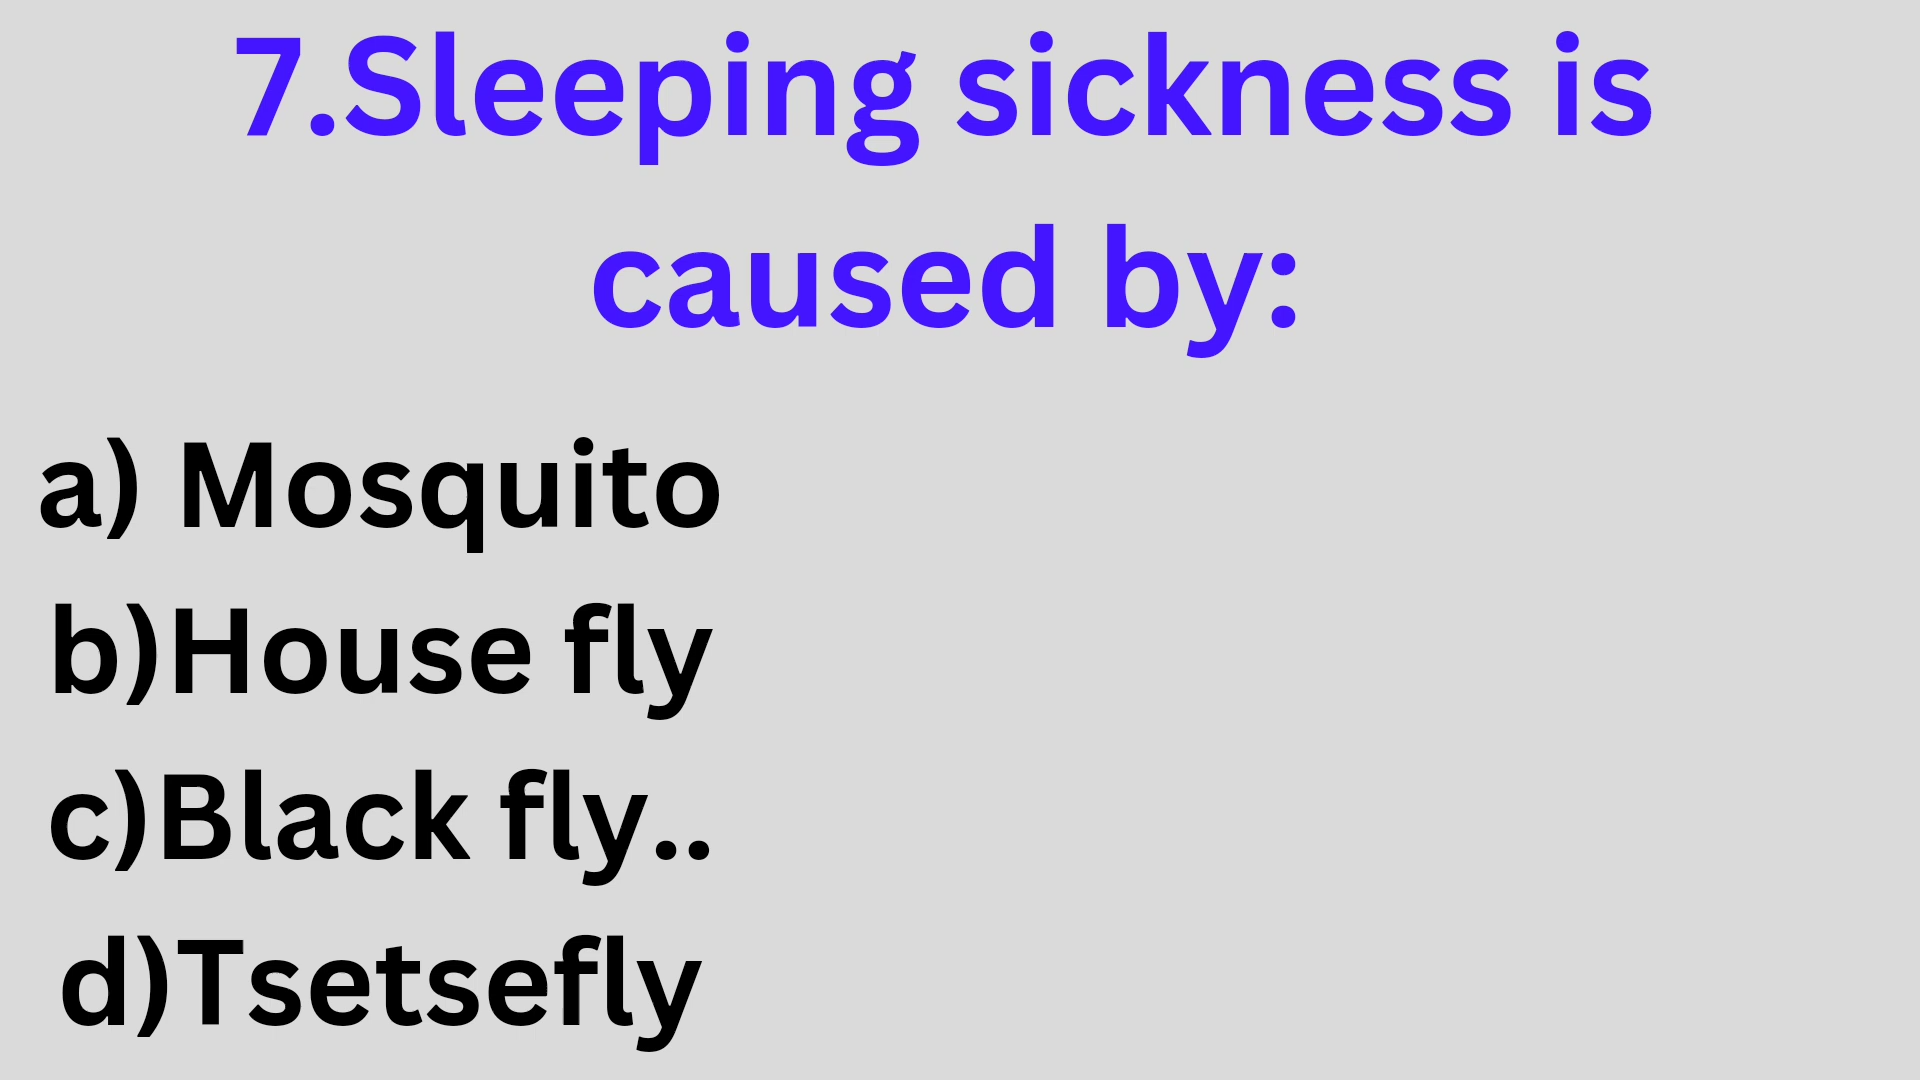 7.Sleeping sickness is
caused by:
a) Mosquito
b)House fly
c)Black fly..
d)Tsetsefly